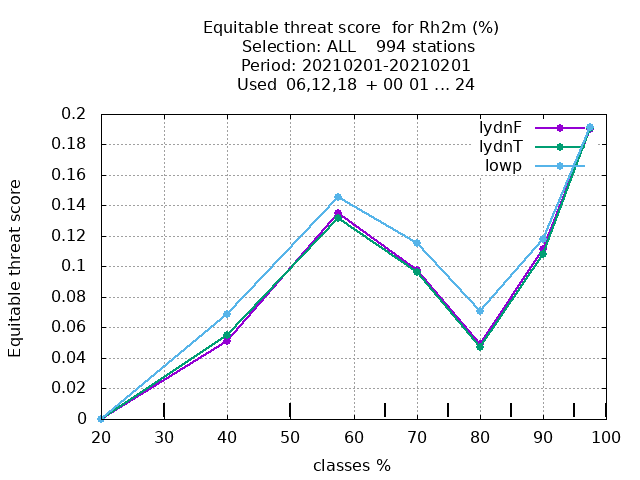 Equitable threat score  for Rh2m (%)
Selection: ALL    994 stations
Period: 20210201-20210201
Used  06,12,18  + 00 01 ... 24
lydnF
lydnT
lowp
0.2
0.18
0.16
0.14
0.12
0.1
0.08
0.06
0.04
0.02
0
Equitable threat score
20 30 40 50 60 70 80 90 100
classes %